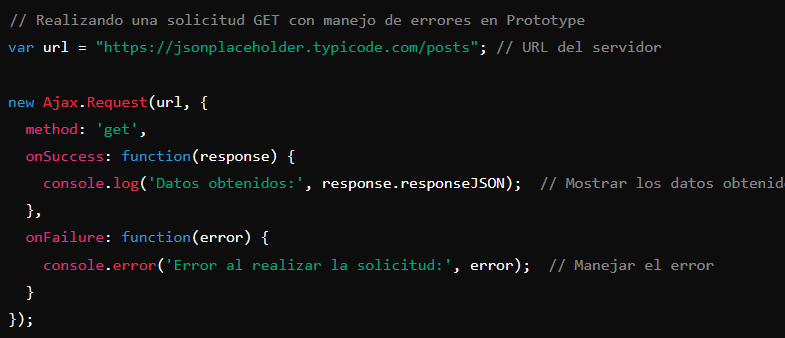 // Realizando una solicitud GET con manejo de errores en Prototype
var url = "https://jsonplaceholder.typicode.com/posts"; // URL del servidor
new Ajax.Request(url, {
  method: 'get',
  onSuccess: function(response) {
    console.log('Datos obtenidos:', response.responseJSON);  // Mostrar los datos obtenid
  },
  onFailure: function(error) {
    console.error('Error al realizar la solicitud:', error);  // Manejar el error
  }
});